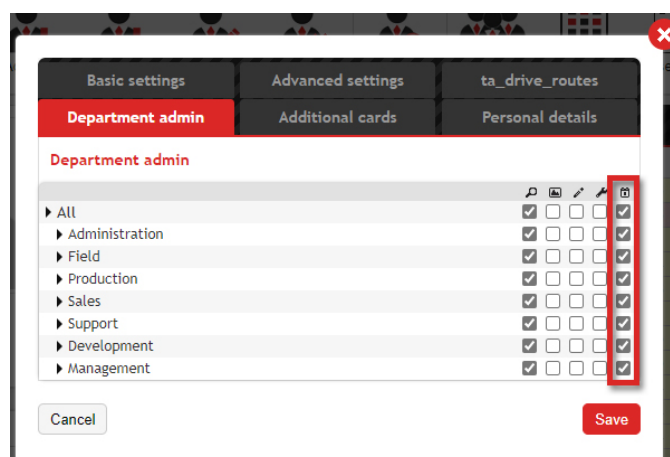 Basic settings Advanced settings ta_drive_routes
Department admin Additional cards Personal details
Department admin
All
Administration
Field
Production
Sales
Support
Development
Management
Cancel Save